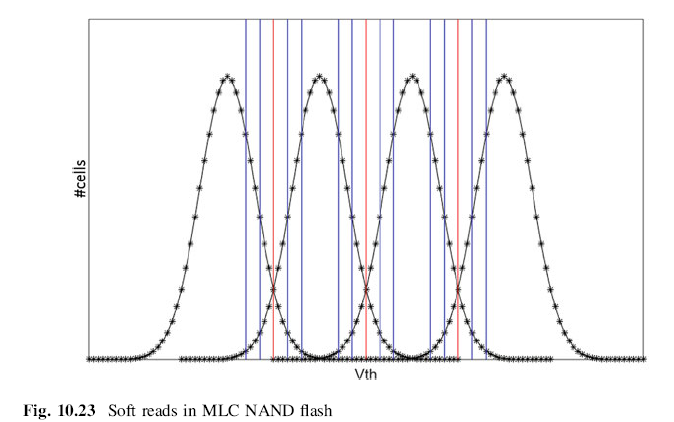 #cells
Vth
Fig. 10.23 Soft reads in MLC NAND flash